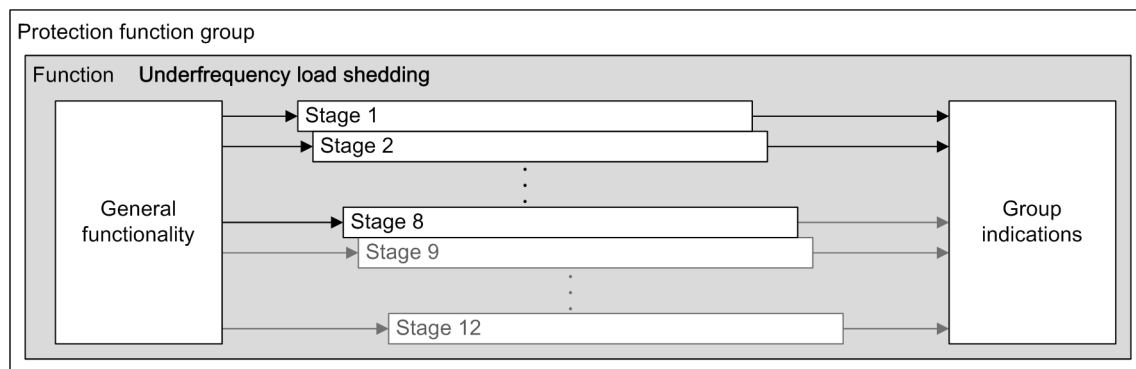 Protection function group
Function Underfrequency load shedding
Stage 1
Stage 2
General
functionality
Stage 8
Stage 9
Stage 12
Group
indications